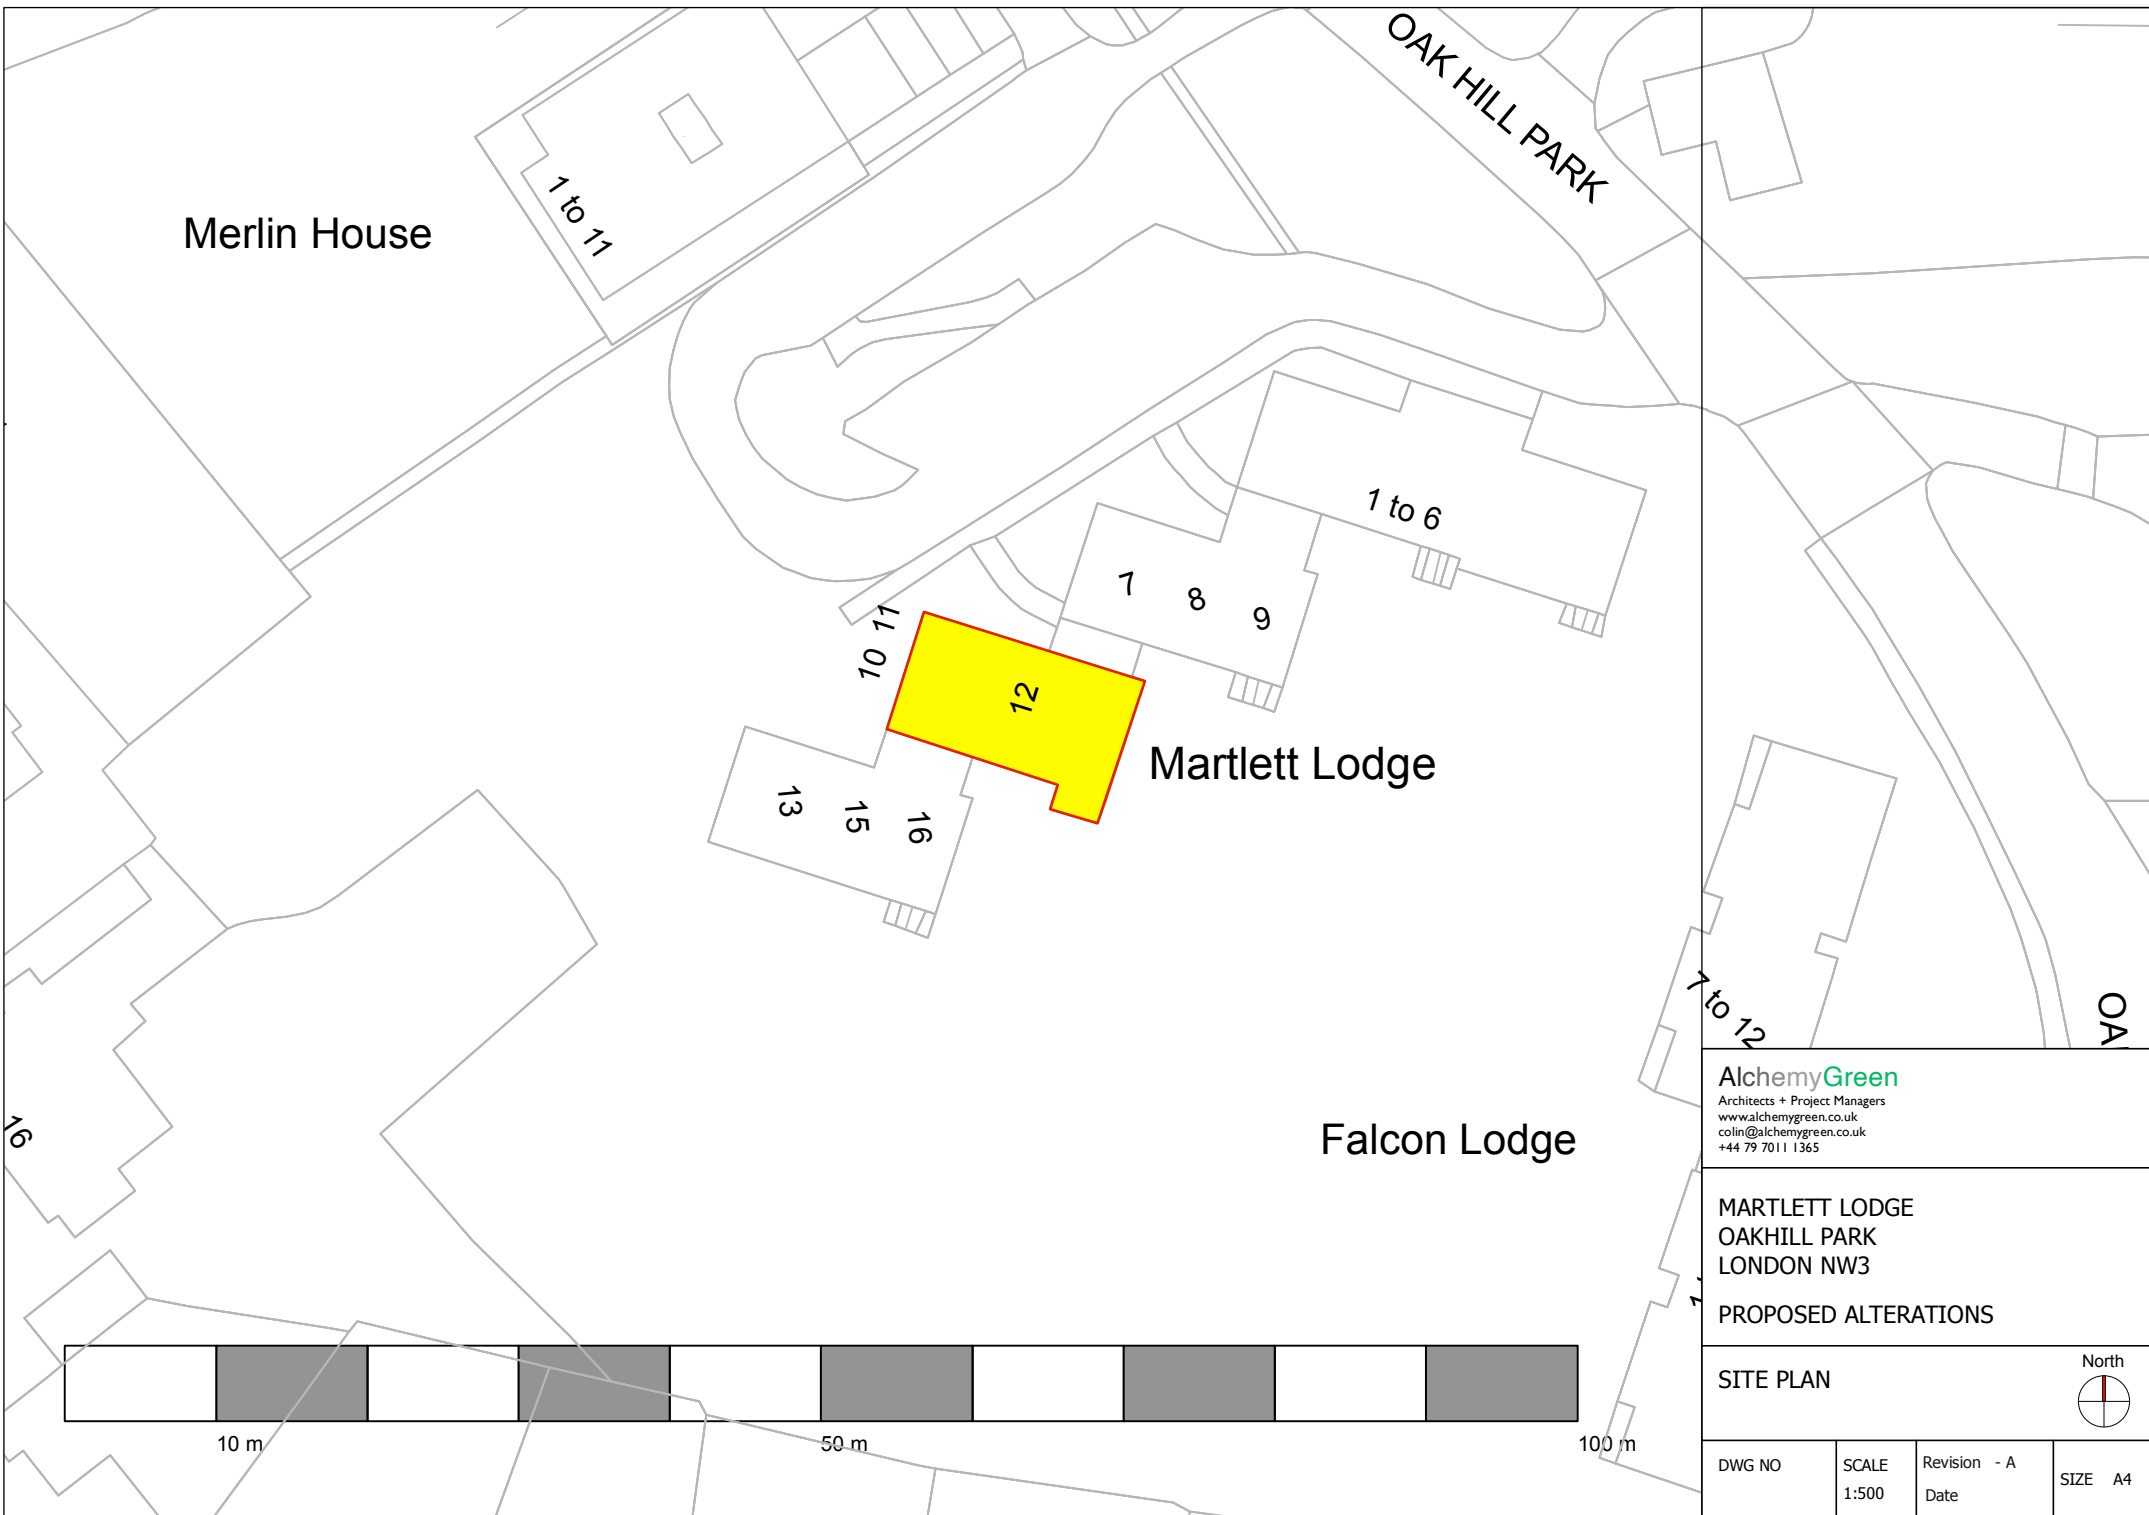 OAK HILL PARK
Merlin House
1 to 11
1 to 6
7
8
9
10
11
12
Martlett Lodge
13
15
16
7 to 12
OA
16
Falcon Lodge
10 m
50 m
100 m
AlchemyGreen
Architects + Project Managers
www.alchemygreen.co.uk
colin@alchemygreen.co.uk
+44 79 7011 1365
MARTLETT LODGE
OAKHILL PARK
LONDON NW3
PROPOSED ALTERATIONS
SITE PLAN
North
DWG NO
SCALE
1:500
Revision - A
Date
SIZE A4